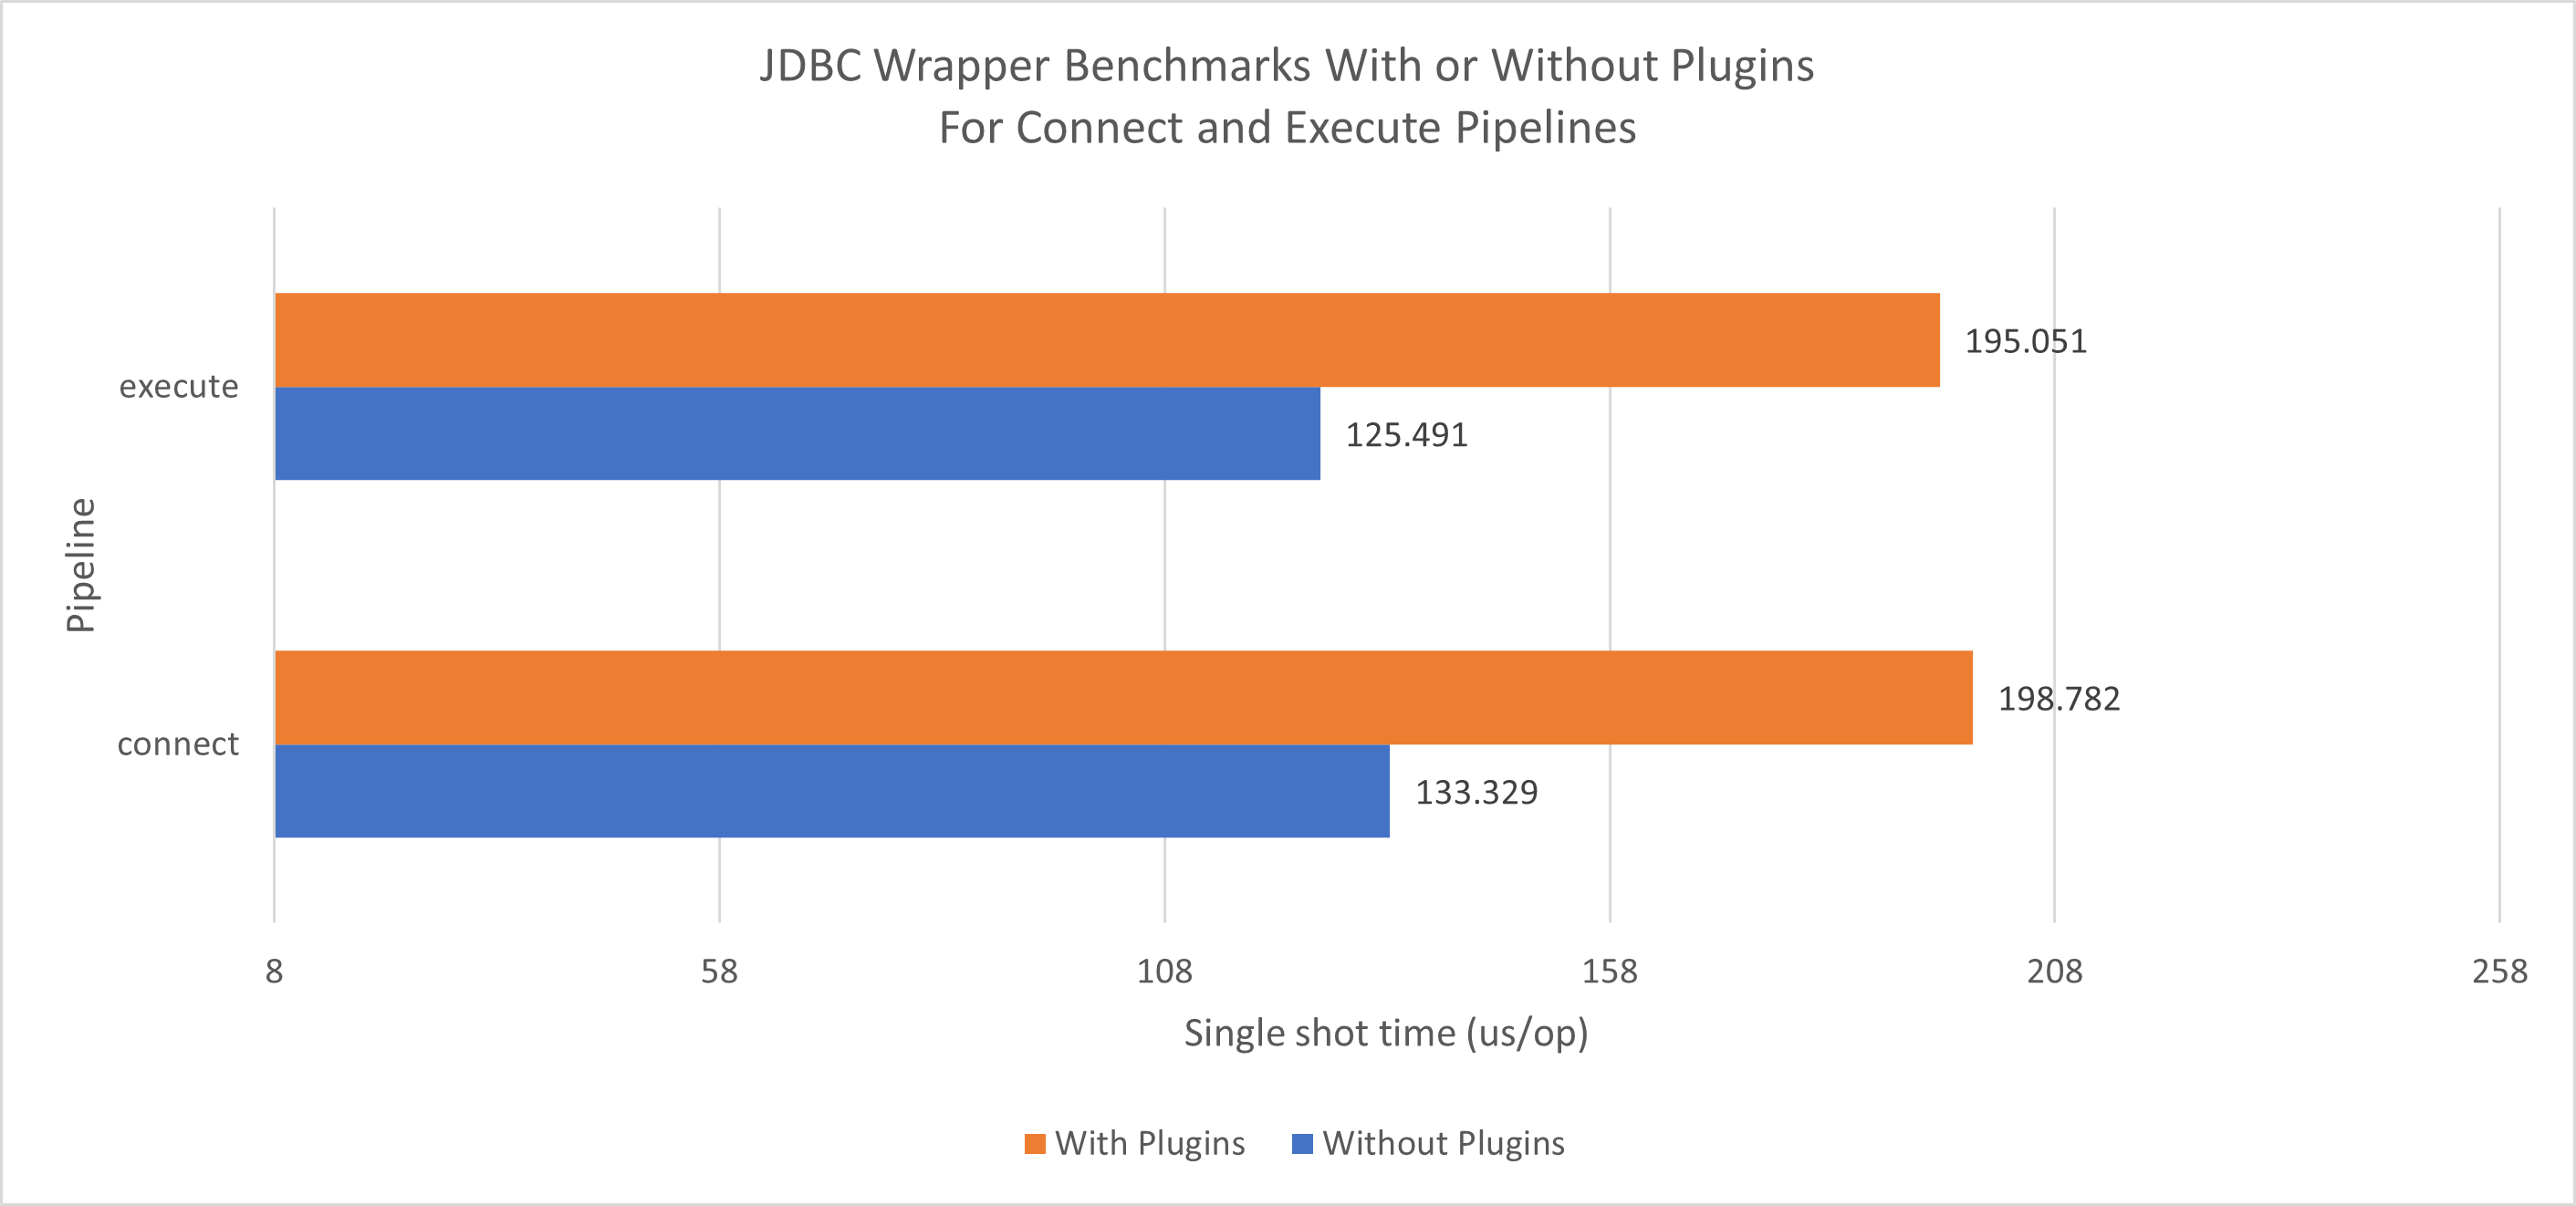 JDBC Wrapper Benchmarks With or Without Plugins
For Connect and Execute Pipelines
execute
195.051
125.491
Pipeline
connect
198.782
133.329
8 58 108 158 208 258
Single shot time (us/op)
With Plugins Without Plugins